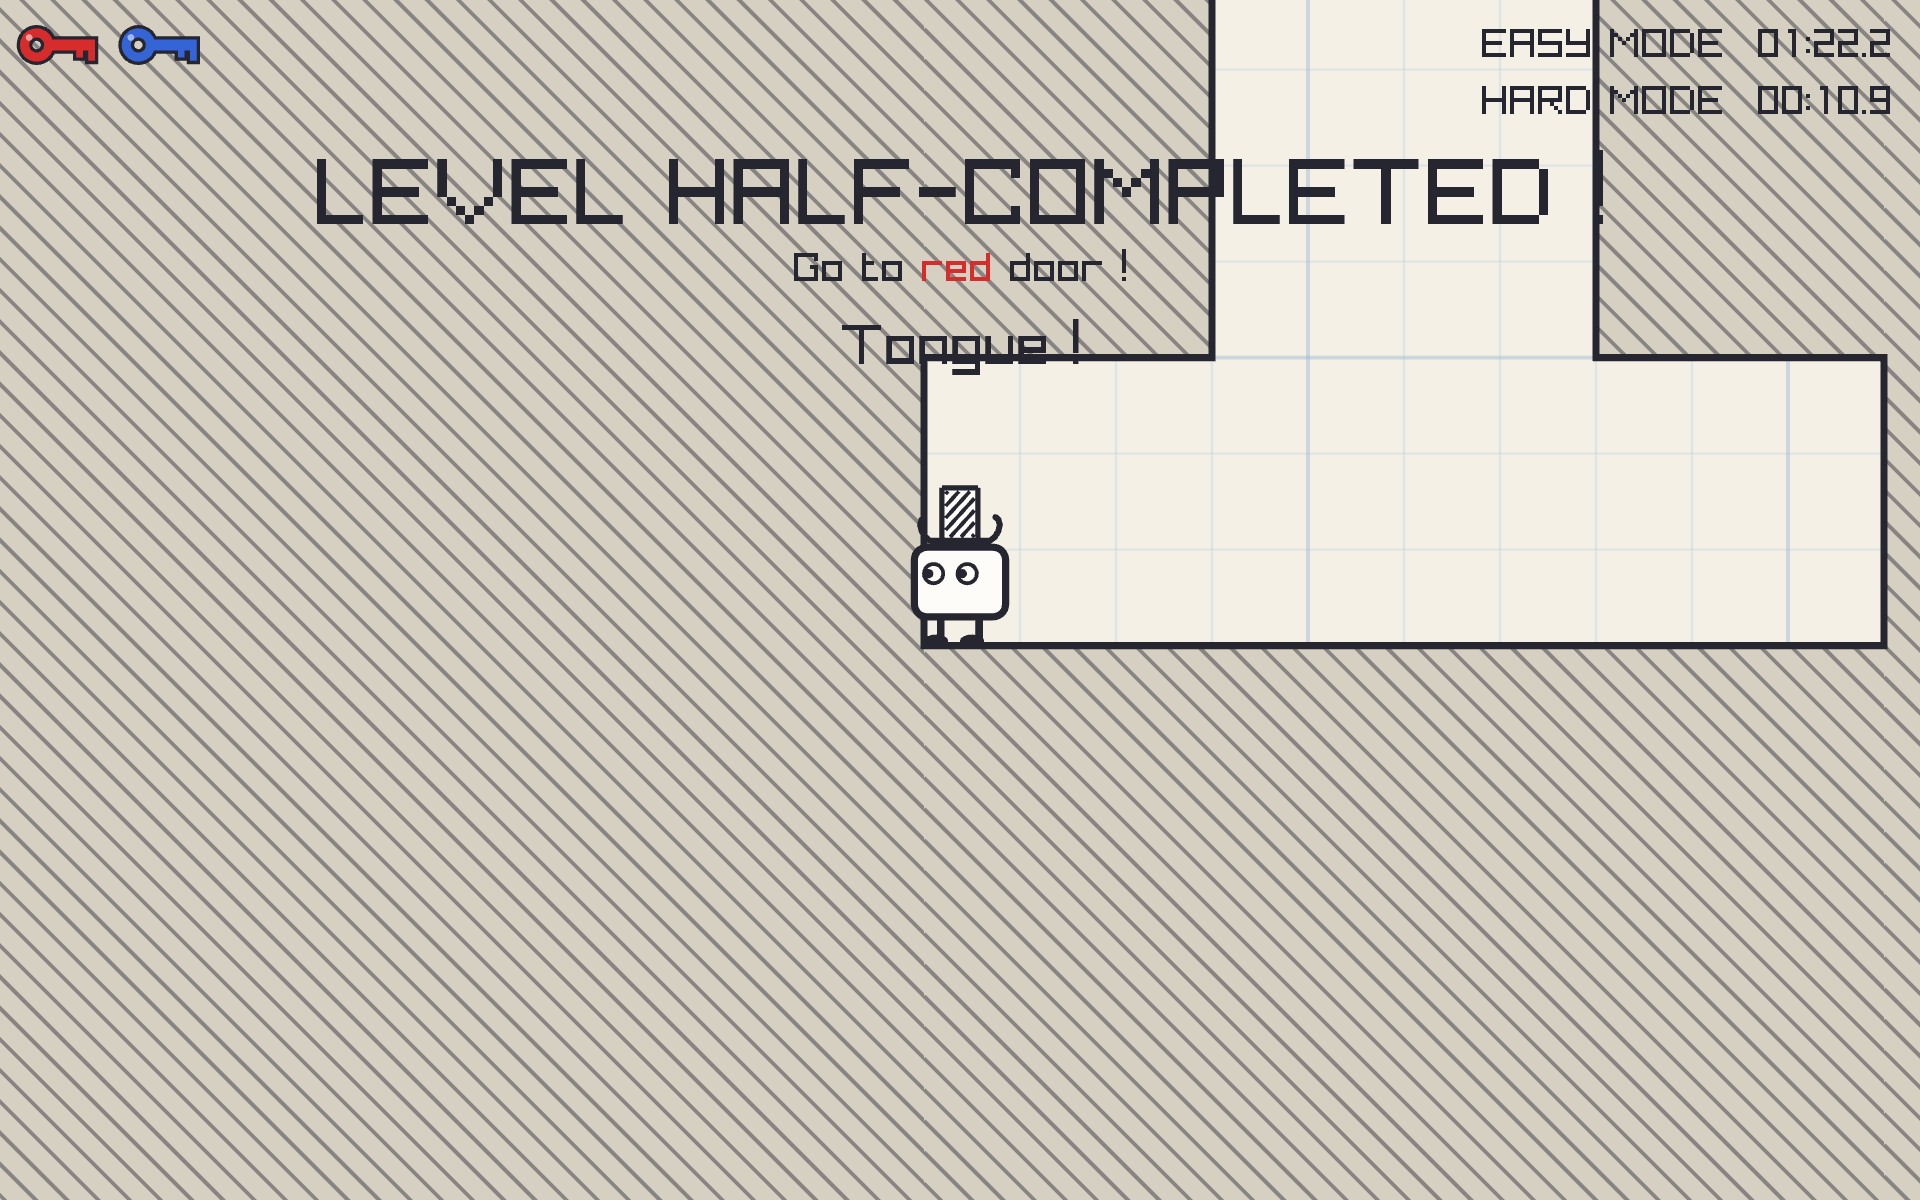 EASY MODE 01:22.2
HARD MODE 00:10.9
LEVEL HALF-COMPLETED !
Go to red door !
Tongue !